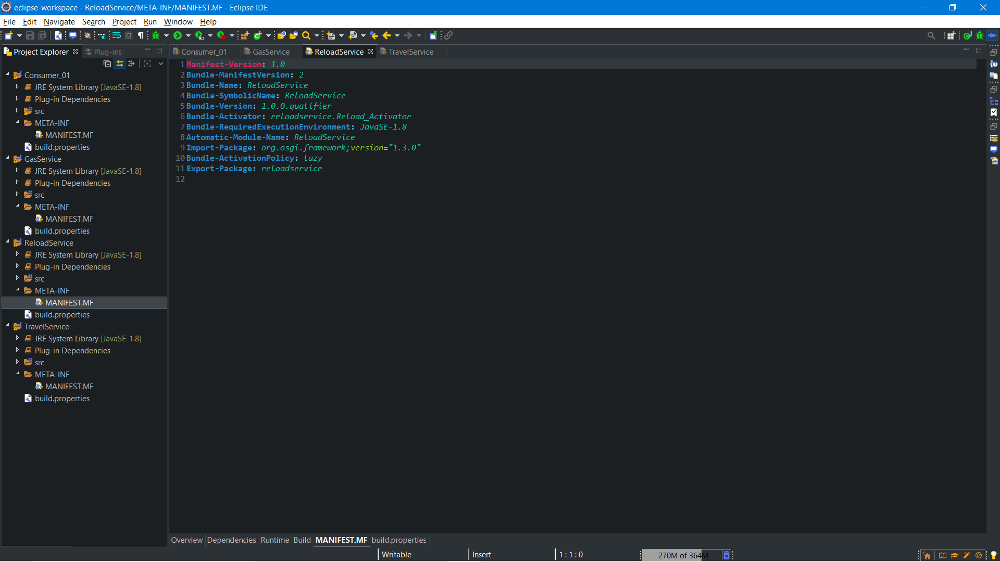 eclipse-workspace - ReloadService/META-INF/MANIFEST.MF - Eclipse IDE
File Edit Navigate Search Project Run Window Help
Project Explorer Plug-ins
Consumer_01 GasService ReloadService TravelService
Consumer_01
JRE System Library [JavaSE-1.8]
Plug-in Dependencies
src
META-INF
MANIFEST.MF
build.properties
GasService
JRE System Library [JavaSE-1.8]
Plug-in Dependencies
src
META-INF
MANIFEST.MF
build.properties
ReloadService
JRE System Library [JavaSE-1.8]
Plug-in Dependencies
src
META-INF
MANIFEST.MF
build.properties
TravelService
JRE System Library [JavaSE-1.8]
Plug-in Dependencies
src
META-INF
MANIFEST.MF
build.properties
1 Manifest-Version: 1.0
2 Bundle-ManifestVersion: 2
3 Bundle-Name: ReloadService
4 Bundle-SymbolicName: ReloadService
5 Bundle-Version: 1.0.0.qualifier
6 Bundle-Activator: reloadservice.Reload_Activator
7 Bundle-RequiredExecutionEnvironment: JavaSE-1.8
8 Automatic-Module-Name: ReloadService
9 Import-Package: org.osgi.framework;version="1.3.0"
10 Bundle-ActivationPolicy: lazy
11 Export-Package: reloadservice
12
Overview Dependencies Runtime Build MANIFEST.MF build.properties
Writable Insert 1 : 1 : 0 270M of 364M